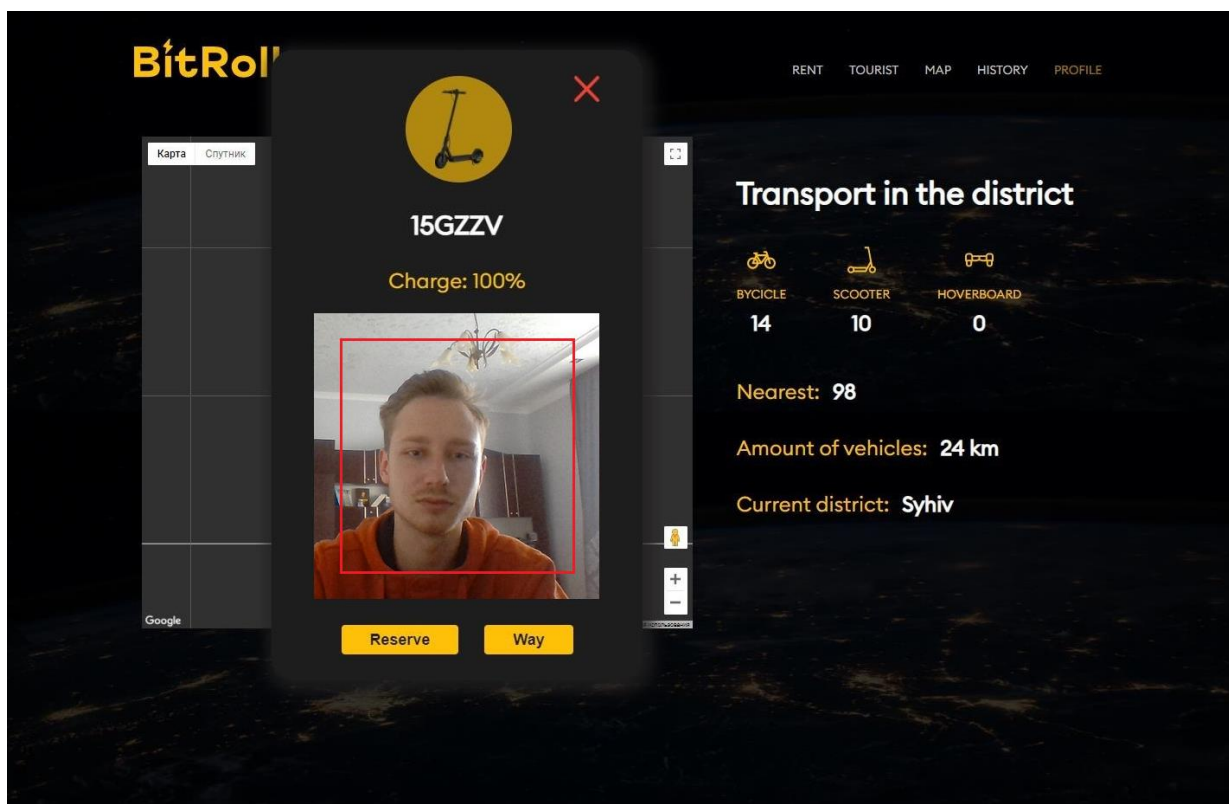 BitRoll
RENT TOURIST MAP HISTORY PROFILE
Карта Спутник
15GZZV
Charge: 100%
Reserve Way
Google
Transport in the district
BYCICLE SCOOTER HOVERBOARD
14 10 0
Nearest: 98
Amount of vehicles: 24 km
Current district: Syhiv